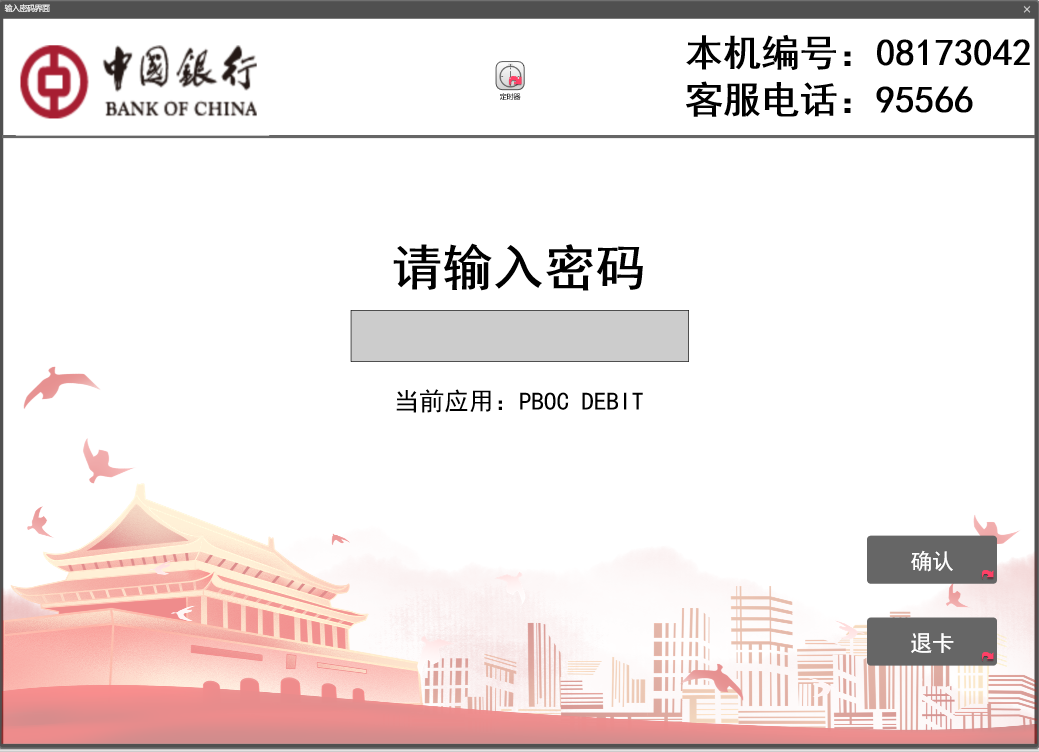 输入密码界面
中国銀行
BANK OF CHINA
定时器
本机编号：08173042
客服电话：95566
请输入密码
当前应用：PBOC DEBIT
确认
退卡